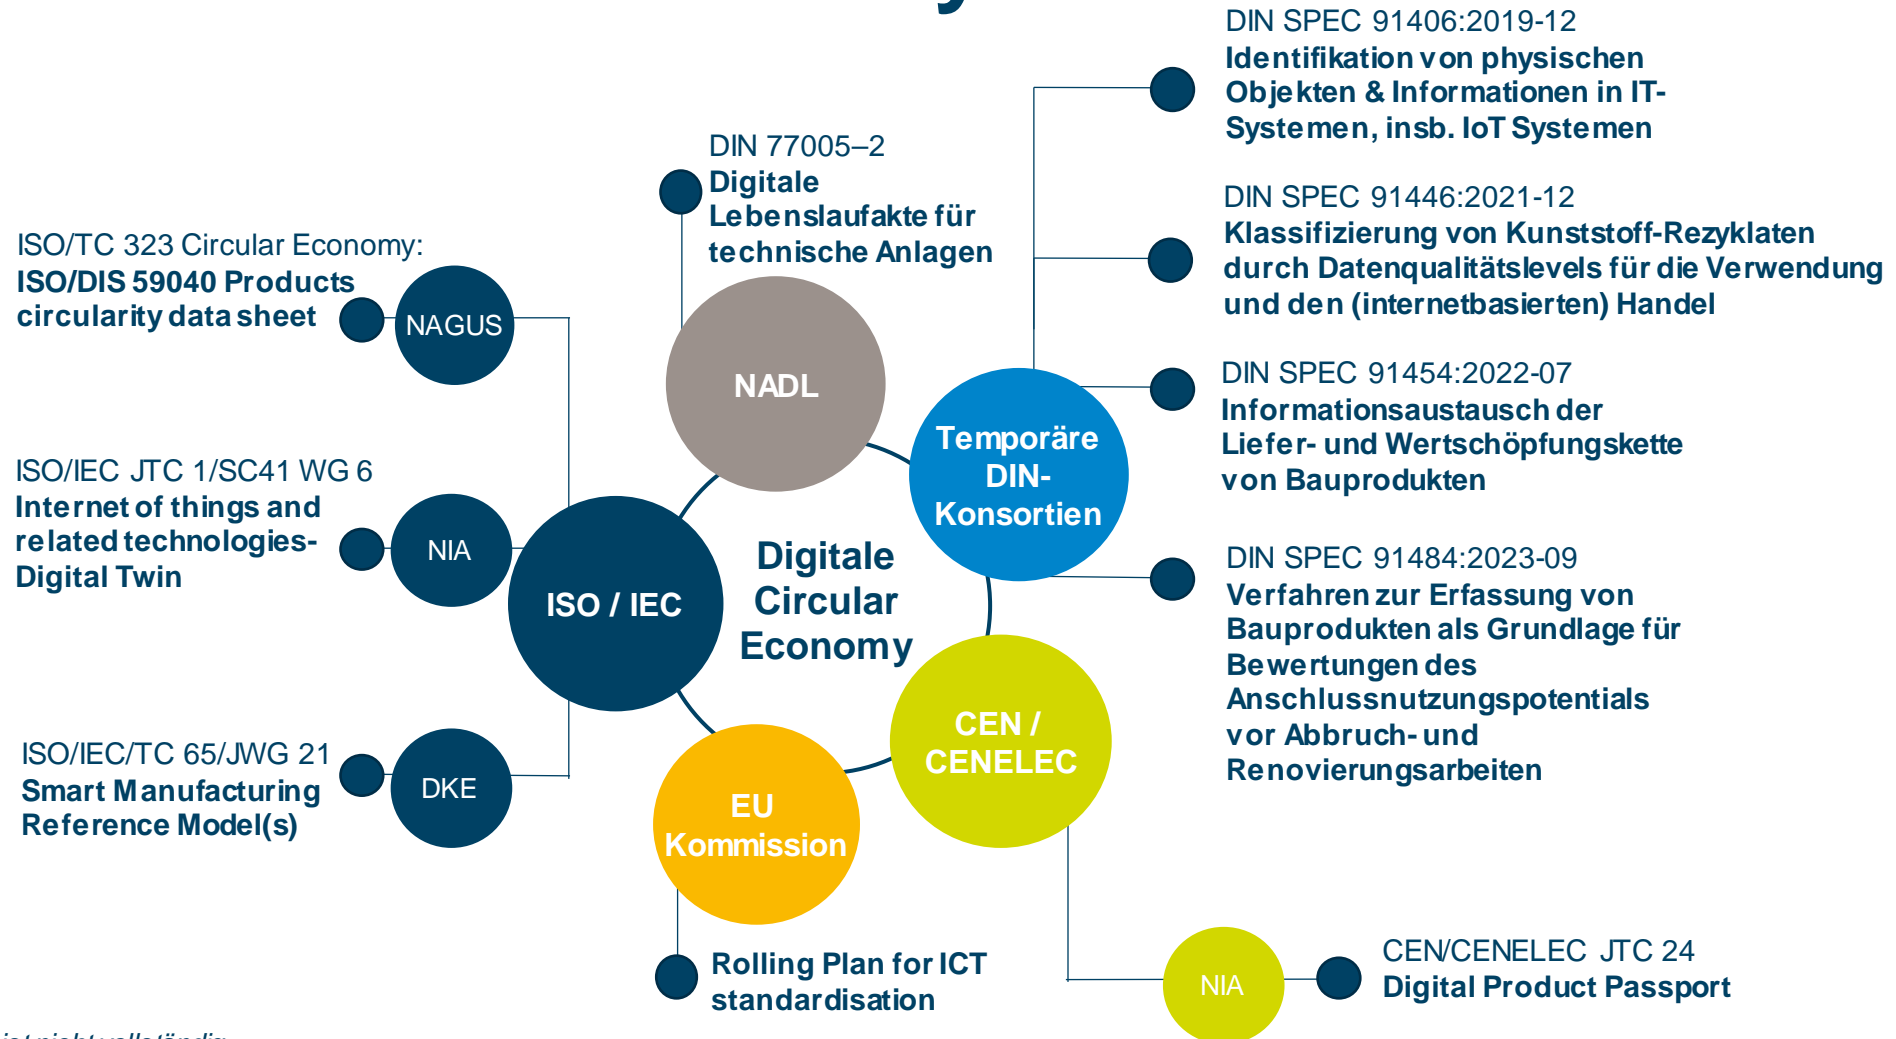 DIN SPEC 91406:2019-12
Identifikation von physischen
Objekten & Informationen in IT-
Systemen, insb. IoT Systemen
DIN 77005–2
Digitale
Lebenslaufakte für
technische Anlagen
DIN SPEC 91446:2021-12
Klassifizierung von Kunststoff-Rezyklaten
durch Datenqualitätslevels für die Verwendung
und den (internetbasierten) Handel
ISO/TC 323 Circular Economy:
ISO/DIS 59040 Products
circularity data sheet
NAGUS
NADL
DIN SPEC 91454:2022-07
Informationsaustausch der
Liefer- und Wertschöpfungskette
von Bauprodukten
Temporäre
DIN-
Konsortien
ISO/IEC JTC 1/SC41 WG 6
Internet of things and
related technologies-
Digital Twin
NIA
ISO / IEC
Digitale
Circular
Economy
DIN SPEC 91484:2023-09
Verfahren zur Erfassung von
Bauprodukten als Grundlage für
Bewertungen des
Anschlussnutzungspotentials
vor Abbruch- und
Renovierungsarbeiten
CEN /
CENELEC
ISO/IEC/TC 65/JWG 21
Smart Manufacturing
Reference Model(s)
DKE
EU
Kommission
Rolling Plan for ICT
standardisation
NIA
CEN/CENELEC JTC 24
Digital Product Passport
ist nicht vollständig